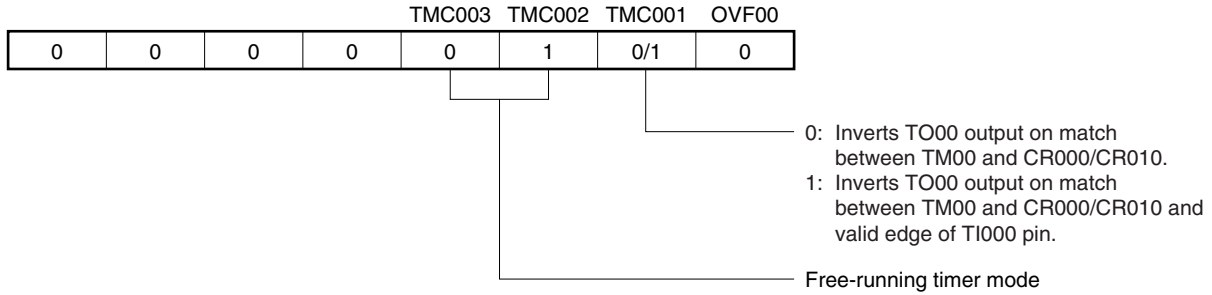 TMC003 TMC002 TMC001 OVF00
0 0 0 0 0 1 0/1 0
0: Inverts TO00 output on match
between TM00 and CR000/CR010.
1: Inverts TO00 output on match
between TM00 and CR000/CR010 and
valid edge of TI000 pin.
Free-running timer mode